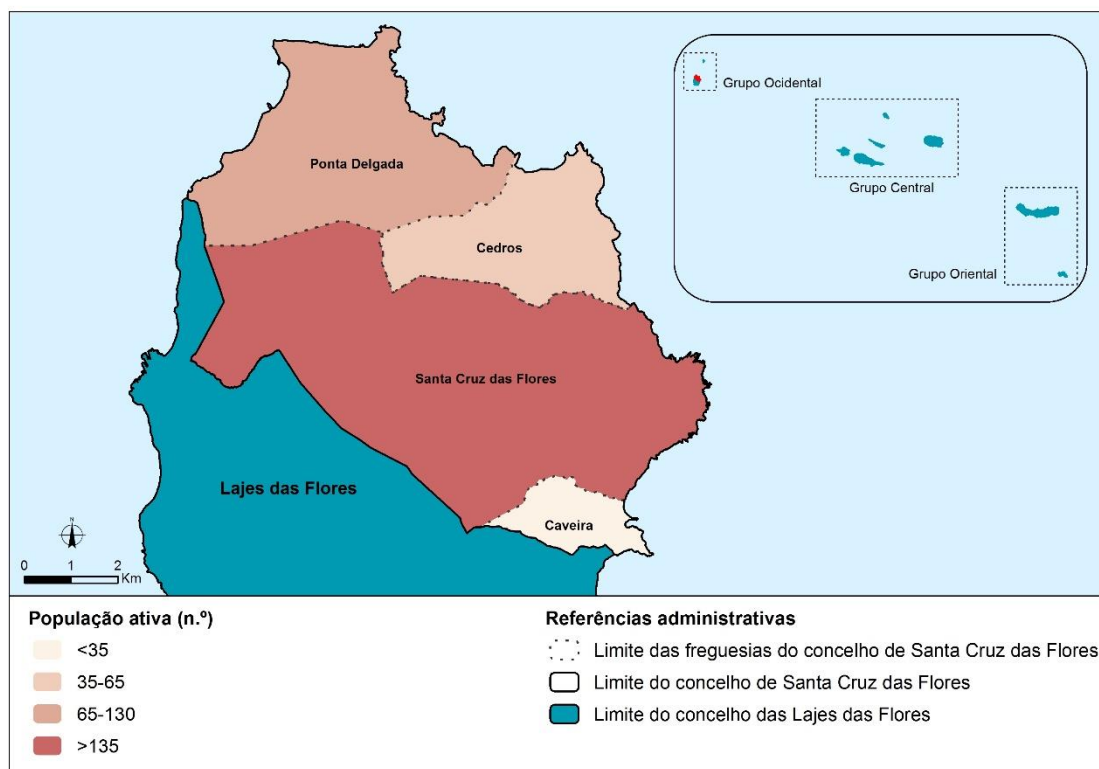 Grupo Ocidental
Grupo Central
Grupo Oriental
Ponta Delgada
Cedros
Santa Cruz das Flores
Lajes das Flores
Caveira
N
0 1 2
Km
População ativa (n.º)
<35
35-65
65-130
>135
Referências administrativas
Limite das freguesias do concelho de Santa Cruz das Flores
Limite do concelho de Santa Cruz das Flores
Limite do concelho das Lajes das Flores